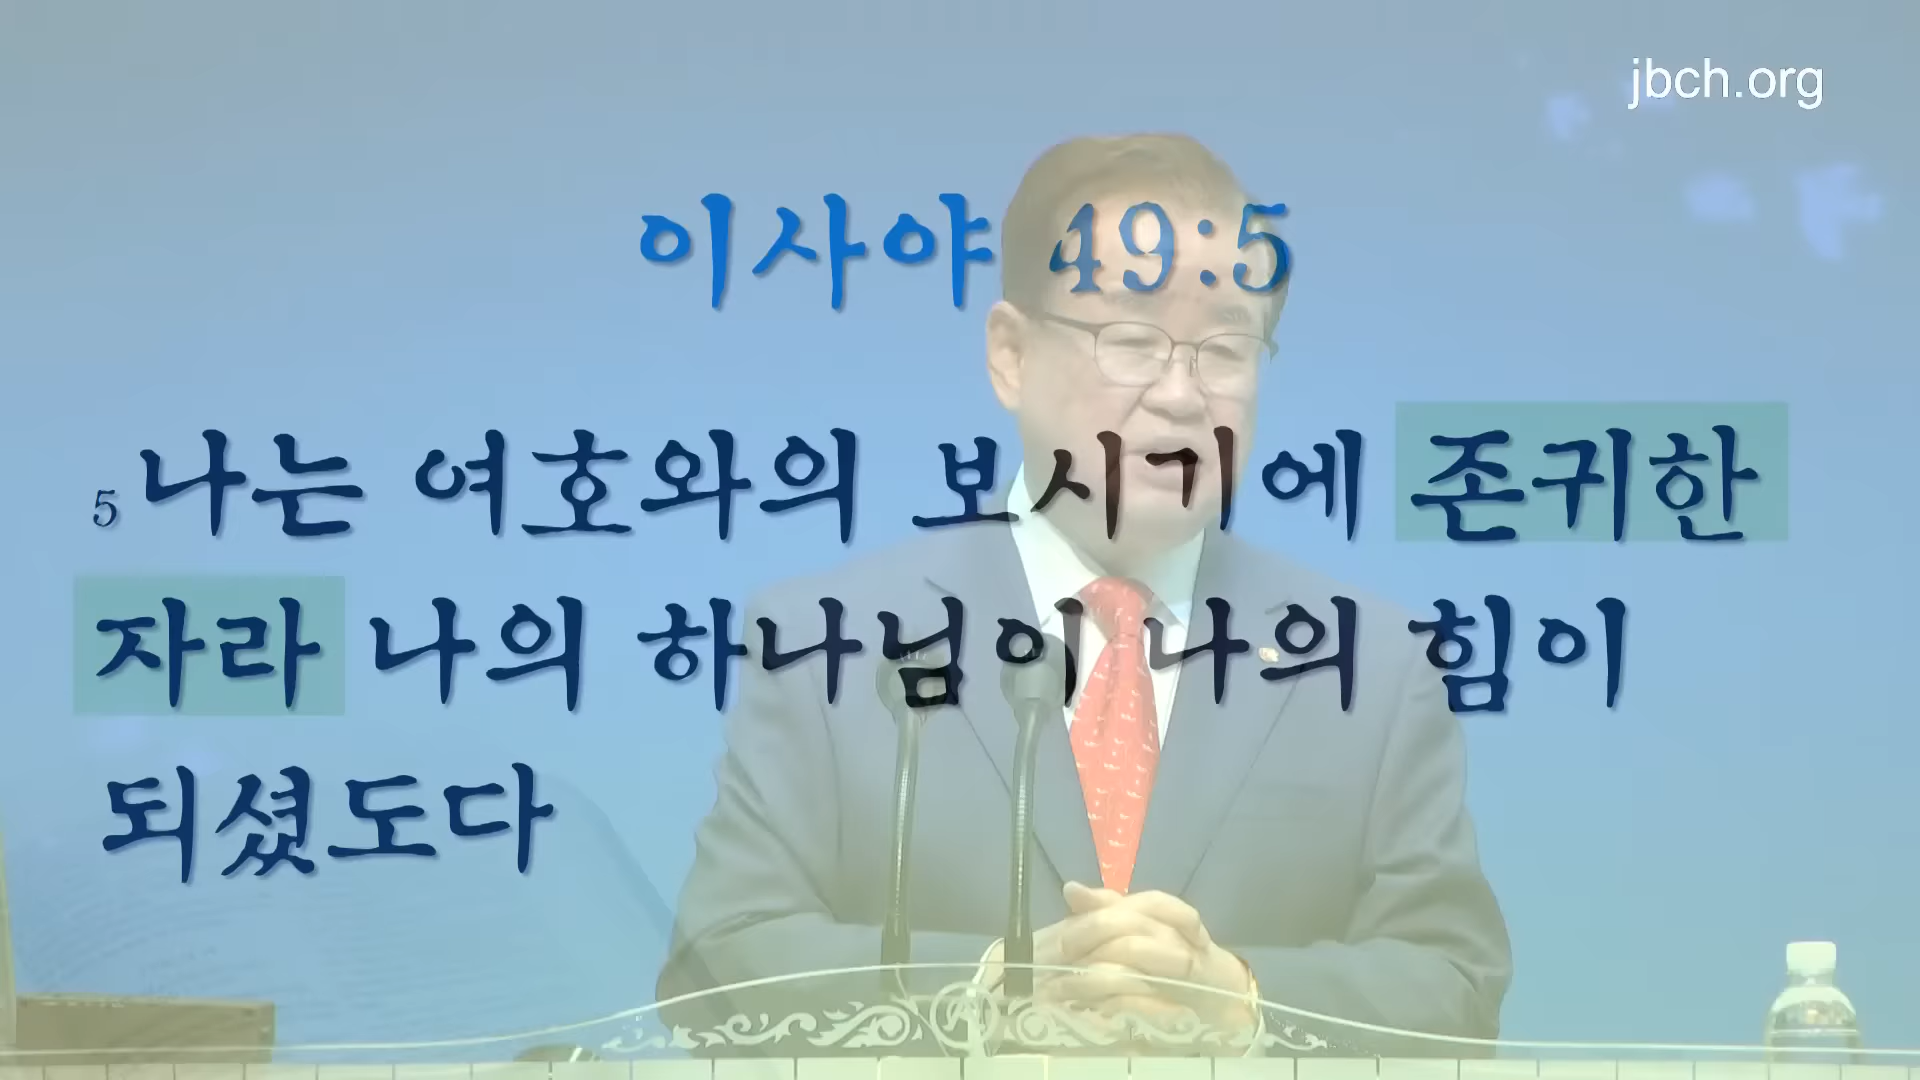 jbch.org
이사야 49:5
5 나는 여호와의 보시기에 존귀한
자라 나의 하나님이 나의 힘이
되셨도다